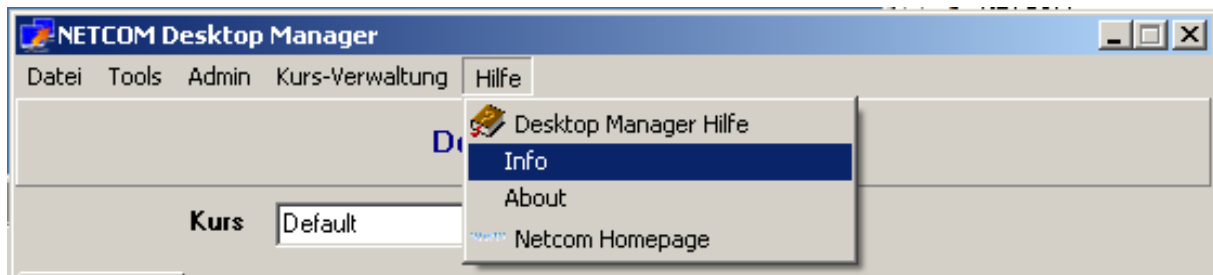 NETCOM Desktop Manager
Datei Tools Admin Kurs-Verwaltung Hilfe
Desktop Manager Hilfe
Info
About
Kurs Default
Netcom Homepage